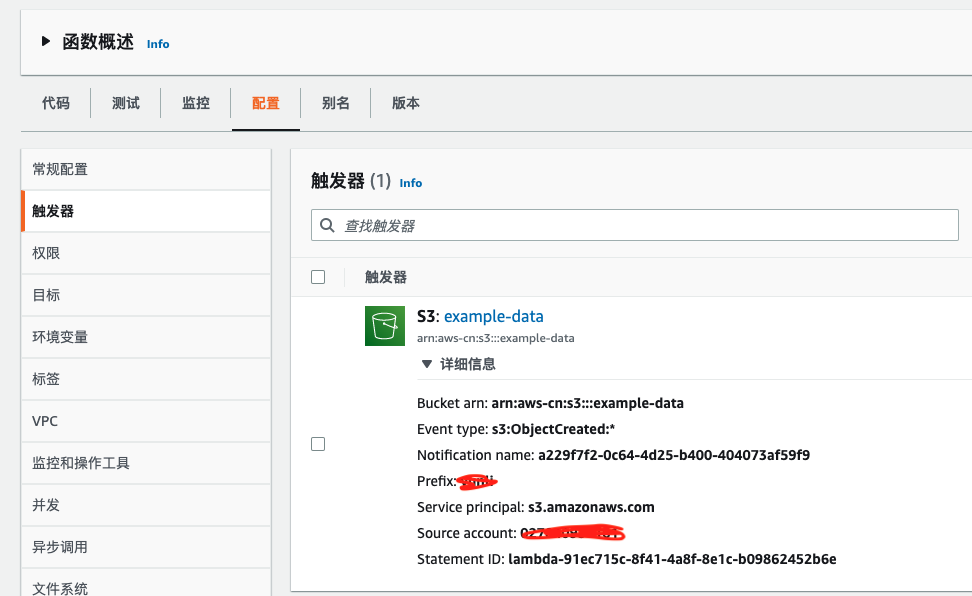 函数概述 Info
代码 测试 监控 配置 别名 版本
常规配置
触发器
权限
目标
环境变量
标签
VPC
监控和操作工具
并发
异步调用
文件系统
触发器 (1) Info
查找触发器
触发器
S3: example-data
arn:aws-cn:s3:::example-data
详细信息
Bucket arn: arn:aws-cn:s3:::example-data
Event type: s3:ObjectCreated:*
Notification name: a229f7f2-0c64-4d25-b400-404073af59f9
Prefix:
Service principal: s3.amazonaws.com
Source account:
Statement ID: lambda-91ec715c-8f41-4a8f-8e1c-b09862452b6e